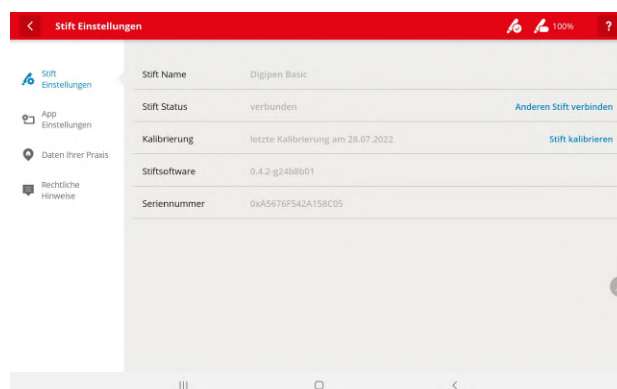 Stift Einstellungen
100%
?
Stift
Einstellungen
App
Einstellungen
Daten Ihrer Praxis
Rechtliche
Hinweise
Stift Name Digipen Basic
Stift Status verbunden Anderen Stift verbinden
Kalibrierung letzte Kalibrierung am 28.07.2022 Stift kalibrieren
Stiftsoftware 0.4.2-g24b8b01
Seriennummer 0xA5676F542A158C05